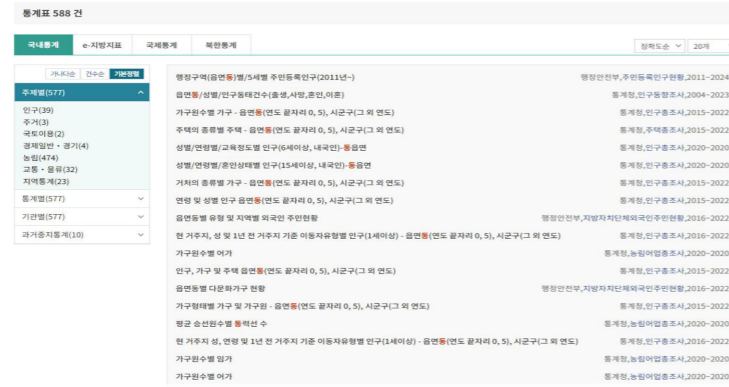 통계표 588 건
국내통계 e-지방지표 국제통계 북한통계
정확도순 20개
가나다순 건수순 기본정렬
주제별(577)
인구(39)
주거(3)
국토이용(2)
경제일반・경기(4)
농림(474)
교통・물류(32)
지역통계(23)
통계별(577)
기관별(577)
과거중지통계(10)
행정구역(읍면동)별/5세별 주민등록인구(2011년~) 행정안전부,주민등록인구현황,2011~2024
읍면동/성별/인구동태건수(출생,사망,혼인,이혼) 통계청,인구동향조사,2004~2023
가구원수별 가구 - 읍면동(연도 끝자리 0, 5), 시군구(그 외 연도) 통계청,인구총조사,2015~2022
주택의 종류별 주택 - 읍면동(연도 끝자리 0, 5), 시군구(그 외 연도) 통계청,주택총조사,2015~2022
성별/연령별/교육정도별 인구(6세이상, 내국인)-동읍면 통계청,인구총조사,2020~2020
성별/연령별/혼인상태별 인구(15세이상, 내국인)-동읍면 통계청,인구총조사,2020~2020
거처의 종류별 가구 - 읍면동(연도 끝자리 0, 5), 시군구(그 외 연도) 통계청,인구총조사,2015~2022
연령 및 성별 인구 읍면동(연도 끝자리 0, 5), 시군구(그 외 연도) 통계청,인구총조사,2015~2022
읍면동별 유형 및 지역별 외국인 주민현황 행정안전부,지방자치단체외국인주민현황,2016~2022
현 거주지, 성 및 1년 전 거주지 기준 이동자유형별 인구(1세이상) - 읍면동(연도 끝자리 0, 5), 시군구(그 외 연도) 통계청,인구총조사,2016~2022
가구원수별 어가 통계청,농림어업총조사,2020~2020
인구, 가구 및 주택 읍면동(연도 끝자리 0, 5), 시군구(그 외 연도) 통계청,인구총조사,2015~2022
읍면동별 다문화가구 현황 행정안전부,지방자치단체외국인주민현황,2016~2022
가구형태별 가구 및 가구원 - 읍면동(연도 끝자리 0, 5), 시군구(그 외 연도) 통계청,인구총조사,2015~2022
평균 승선원수별 동력선 수 통계청,농림어업총조사,2020~2020
현 거주지 성, 연령 및 1년 전 거주지 기준 이동자유형별 인구(1세이상) - 읍면동(연도 끝자리 0, 5), 시군구(그 외 연도) 통계청,인구총조사,2016~2022
가구원수별 임가 통계청,농림어업총조사,2020~2020
가구원수별 어가 통계청,농림어업총조사,2020~2020